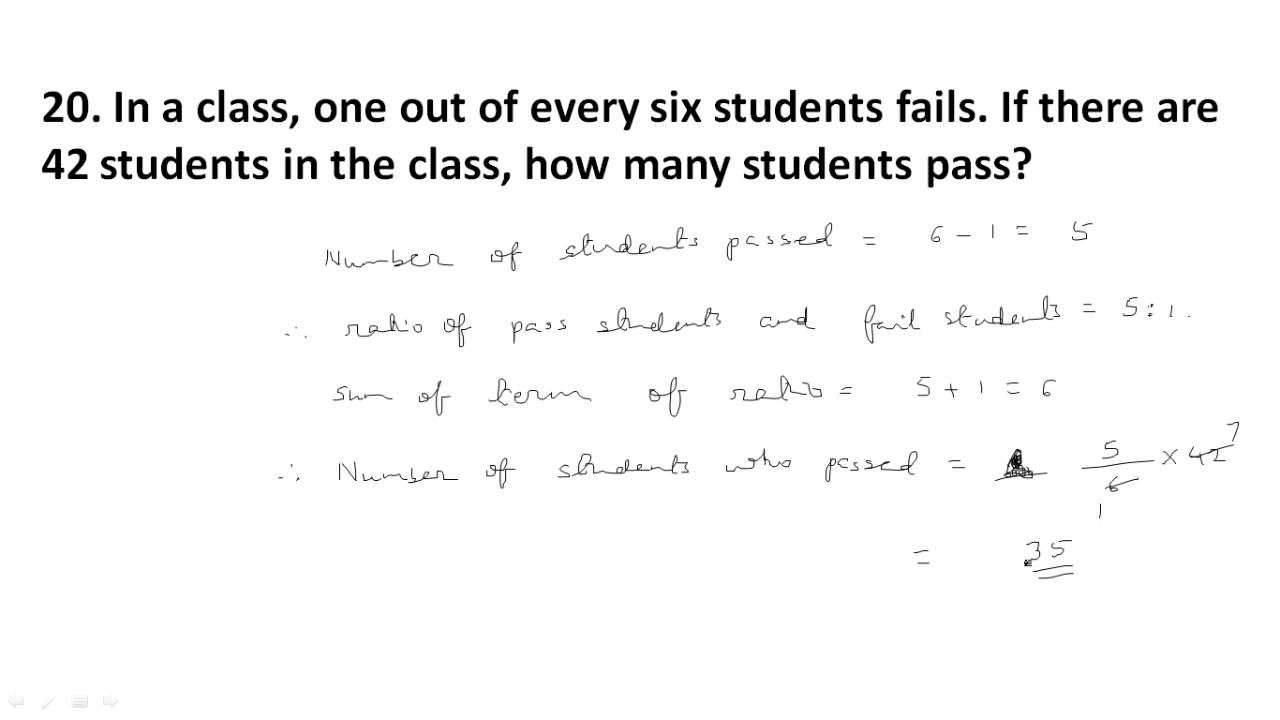 20. In a class, one out of every six students fails. If there are
42 students in the class, how many students pass?
Number of students passed = 6 - 1 = 5
∴ ratio of pass students and fail students = 5:1.
sum of term of ratio = 5 + 1 = 6
∴ Number of students who passed = 5/6 × 42 7
1
= 35